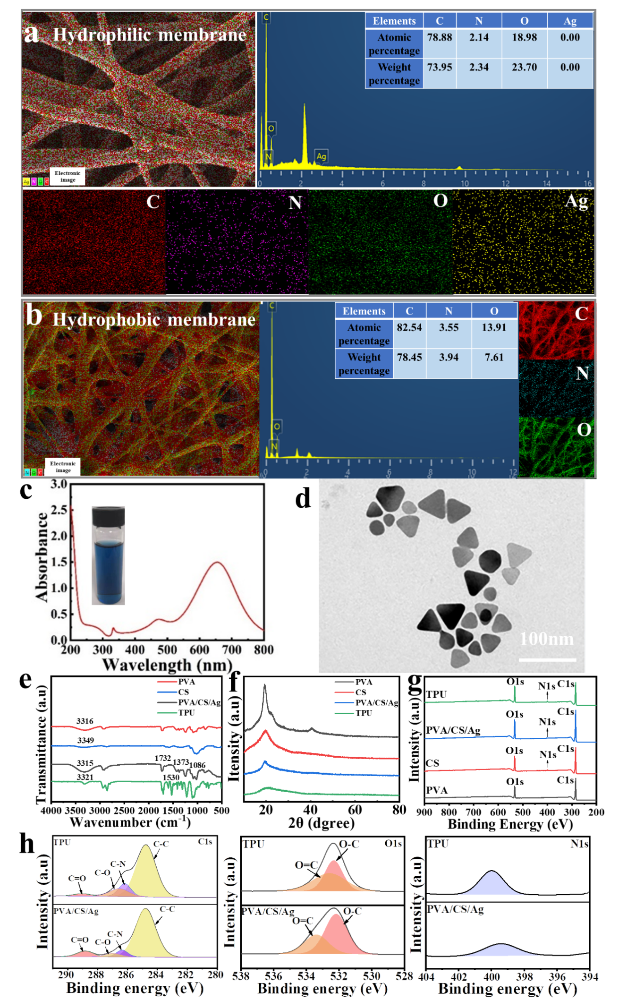 a Hydrophilic membrane
Electronic
image
Ag N O C
C
O
N
Ag
0 2 4 6 8 10 12 14 16
Elements C N O Ag
Atomic percentage 78.88 2.14 18.98 0.00
Weight percentage 73.95 2.34 23.70 0.00
C
N
O
Ag
b Hydrophobic membrane
Electronic
image
N O C
C
O
N
0 2 4 6 8 10 12
Elements C N O
Atomic percentage 82.54 3.55 13.91
Weight percentage 78.45 3.94 7.61
C
N
O
c
Absorbance
3.0
2.5
2.0
1.5
1.0
0.5
0.0
200 300 400 500 600 700 800
Wavelength (nm)
d
100nm
e
Transmittance (a.u)
PVA
CS
PVA/CS/Ag
TPU
3316
3349
3315
1732 1373 1086
3321
1530
4000 3500 3000 2500 2000 1500 1000 500
Wavenumber (cm-1)
f
Itensity (a.u)
PVA
CS
PVA/CS/Ag
TPU
20 40 60 80
2θ (dgree)
g
Intensity (a.u)
TPU
O1s N1s C1s
PVA/CS/Ag
O1s N1s C1s
CS
O1s N1s C1s
PVA
O1s C1s
900 800 700 600 500 400 300 200
Binding Energy (eV)
h
Intensity (a.u)
TPU C1s
C-C
C-N
C-O
C=O
PVA/CS/Ag
C-C
C-N
C-O
C=O
290 288 286 284 282 280
Binding energy (eV)
Intensity (a.u)
TPU O1s
O-C
O=C
PVA/CS/Ag
O-C
O=C
538 536 534 532 530 528
Binding energy (eV)
Intensity (a.u)
TPU N1s
PVA/CS/Ag
404 402 400 398 396 394
Binding energy (eV)